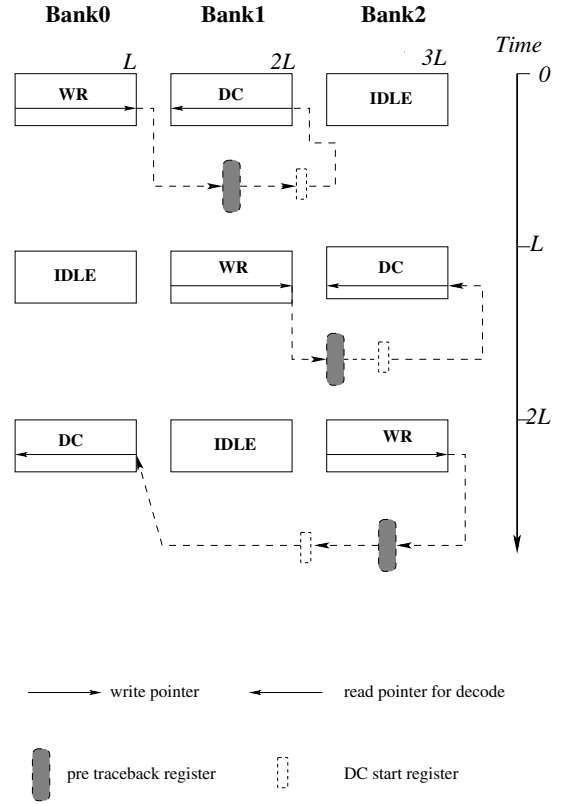 Bank0 Bank1 Bank2
L 2L 3L Time
WR DC IDLE 0
IDLE WR DC L
DC IDLE WR 2L
write pointer read pointer for decode
pre traceback register DC start register